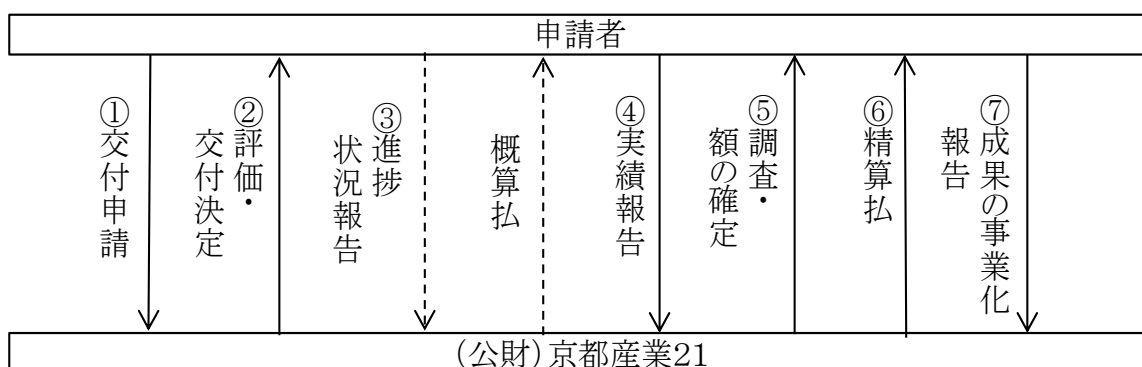 申請者
①交付申請
②評価・
交付決定
③進捗
状況報告
概算払
④実績報告
⑤調査・
額の確定
⑥精算払
⑦成果の事業化
報告
(公財)京都産業21